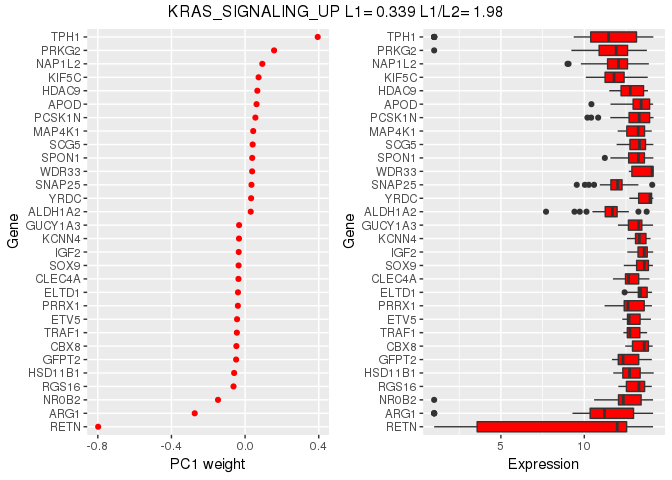 KRAS_SIGNALING_UP L1= 0.339 L1/L2= 1.98
Gene
TPH1
PRKG2
NAP1L2
KIF5C
HDAC9
APOD
PCSK1N
MAP4K1
SCG5
SPON1
WDR33
SNAP25
YRDC
ALDH1A2
GUCY1A3
KCNN4
IGF2
SOX9
CLEC4A
ELTD1
PRRX1
ETV5
TRAF1
CBX8
GFPT2
HSD11B1
RGS16
NR0B2
ARG1
RETN
-0.8 -0.4 0.0 0.4
PC1 weight
Gene
TPH1
PRKG2
NAP1L2
KIF5C
HDAC9
APOD
PCSK1N
MAP4K1
SCG5
SPON1
WDR33
SNAP25
YRDC
ALDH1A2
GUCY1A3
KCNN4
IGF2
SOX9
CLEC4A
ELTD1
PRRX1
ETV5
TRAF1
CBX8
GFPT2
HSD11B1
RGS16
NR0B2
ARG1
RETN
5 10
Expression